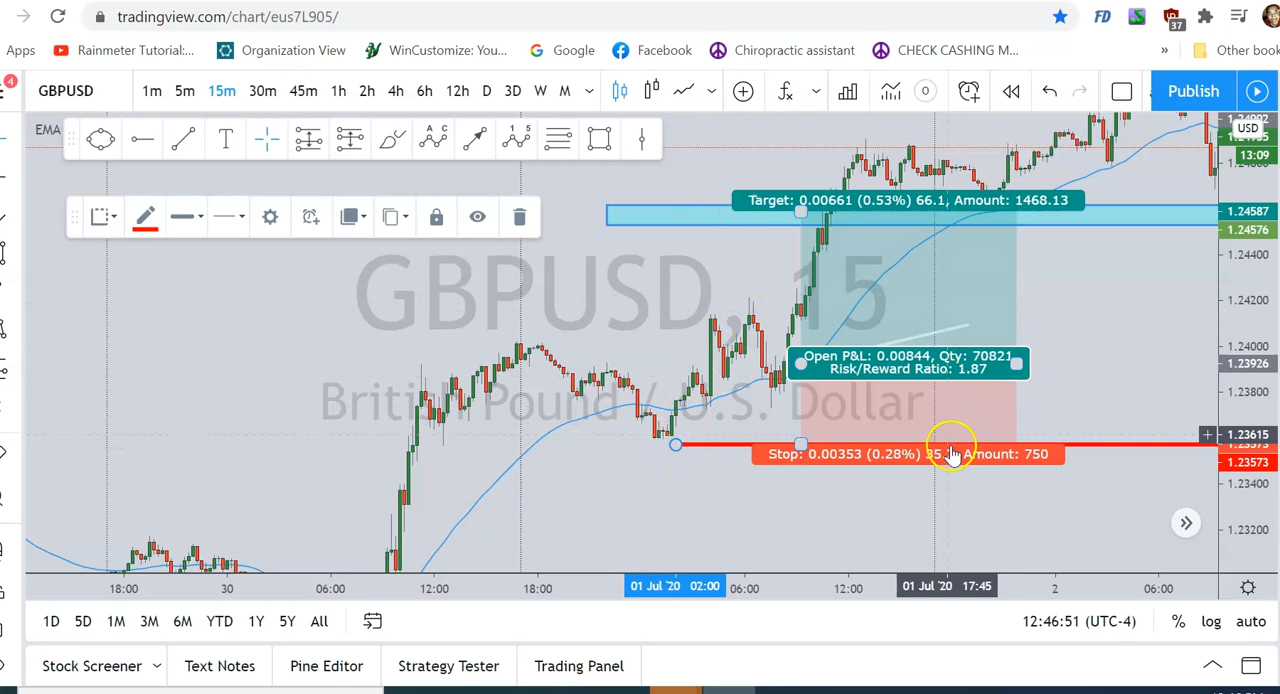 tradingview.com/chart/eus7L905/
37
Apps Rainmeter Tutorial:... Organization View WinCustomize: You... Google Facebook Chiropractic assistant CHECK CASHING M... » Other book
4
GBPUSD 1m 5m 15m 30m 45m 1h 2h 4h 6h 12h D 3D W M 0 Publish
EMA
USD
13:09
Target: 0.00661 (0.53%) 66.1, Amount: 1468.13
1.24587
1.24576
1.24400
GBPUSD, 15
1.24200
1.24000
Open P&L: 0.00844, Qty: 70821
Risk/Reward Ratio: 1.87
1.23926
1.23800
British Pound / U.S. Dollar
1.23615
Stop: 0.00353 (0.28%) 35. Amount: 750
1.23573
1.23400
1.23200
18:00 30 06:00 12:00 18:00 01 Jul '20 02:00 06:00 12:00 01 Jul '20 17:45 2 06:00
1D 5D 1M 3M 6M YTD 1Y 5Y All 12:46:51 (UTC-4) % log auto
Stock Screener Text Notes Pine Editor Strategy Tester Trading Panel